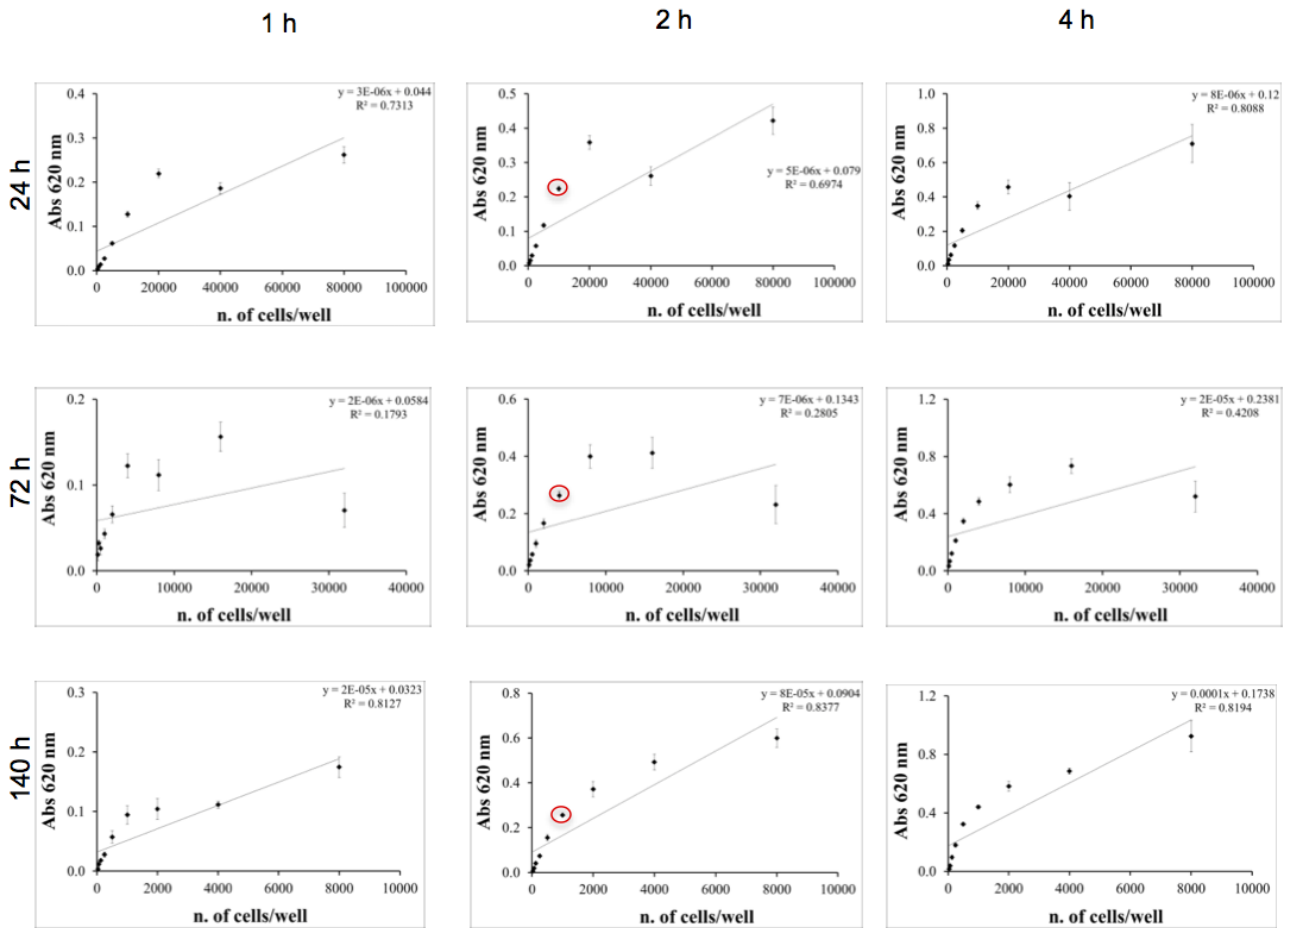 1 h
2 h
4 h
24 h
Abs 620 nm
0.4
0.3
0.2
0.1
0.0
y = 3E-06x + 0.044
R² = 0.7313
0
20000
40000
60000
80000
100000
n. of cells/well
Abs 620 nm
0.5
0.4
0.3
0.2
0.1
0.0
y = 5E-06x + 0.079
R² = 0.6974
0
20000
40000
60000
80000
100000
n. of cells/well
Abs 620 nm
1.0
0.8
0.6
0.4
0.2
0.0
y = 8E-06x + 0.12
R² = 0.8088
0
20000
40000
60000
80000
100000
n. of cells/well
72 h
Abs 620 nm
0.2
0.1
0.0
y = 2E-06x + 0.0584
R² = 0.1793
0
10000
20000
30000
40000
n. of cells/well
Abs 620 nm
0.6
0.4
0.2
0.0
y = 7E-06x + 0.1343
R² = 0.2805
0
10000
20000
30000
40000
n. of cells/well
Abs 620 nm
1.2
0.8
0.4
0.0
y = 2E-05x + 0.2381
R² = 0.4208
0
10000
20000
30000
40000
n. of cells/well
140 h
Abs 620 nm
0.3
0.2
0.1
0.0
y = 2E-05x + 0.0323
R² = 0.8127
0
2000
4000
6000
8000
10000
n. of cells/well
Abs 620 nm
0.8
0.6
0.4
0.2
0.0
y = 8E-05x + 0.0904
R² = 0.8377
0
2000
4000
6000
8000
10000
n. of cells/well
Abs 620 nm
1.2
0.8
0.4
0.0
y = 0.0001x + 0.1738
R² = 0.8194
0
2000
4000
6000
8000
10000
n. of cells/well